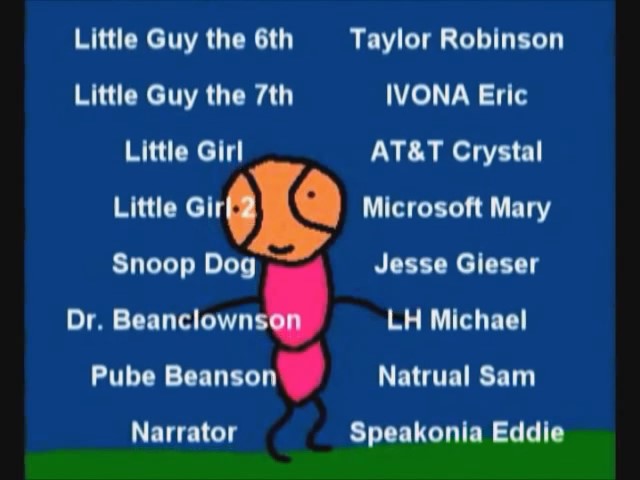 Little Guy the 6th Taylor Robinson
Little Guy the 7th IVONA Eric
Little Girl AT&T Crystal
Little Girl 2 Microsoft Mary
Snoop Dog Jesse Gieser
Dr. Beanclownson LH Michael
Pube Beanson Natrual Sam
Narrator Speakonia Eddie